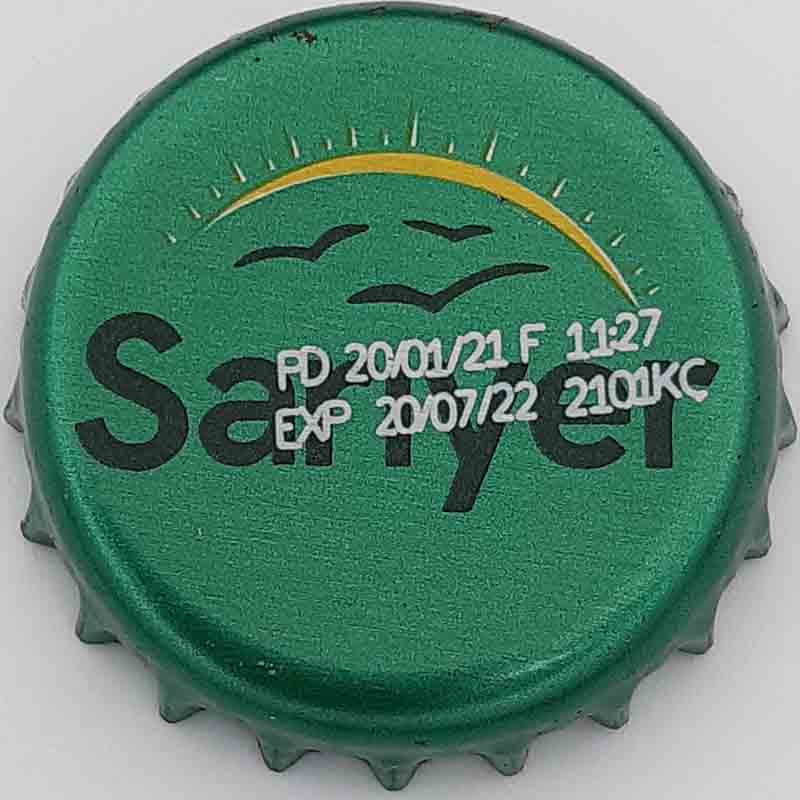 Sarıyer
PD 20/01/21 F 11:27
EXP 20/07/22 2101KÇ